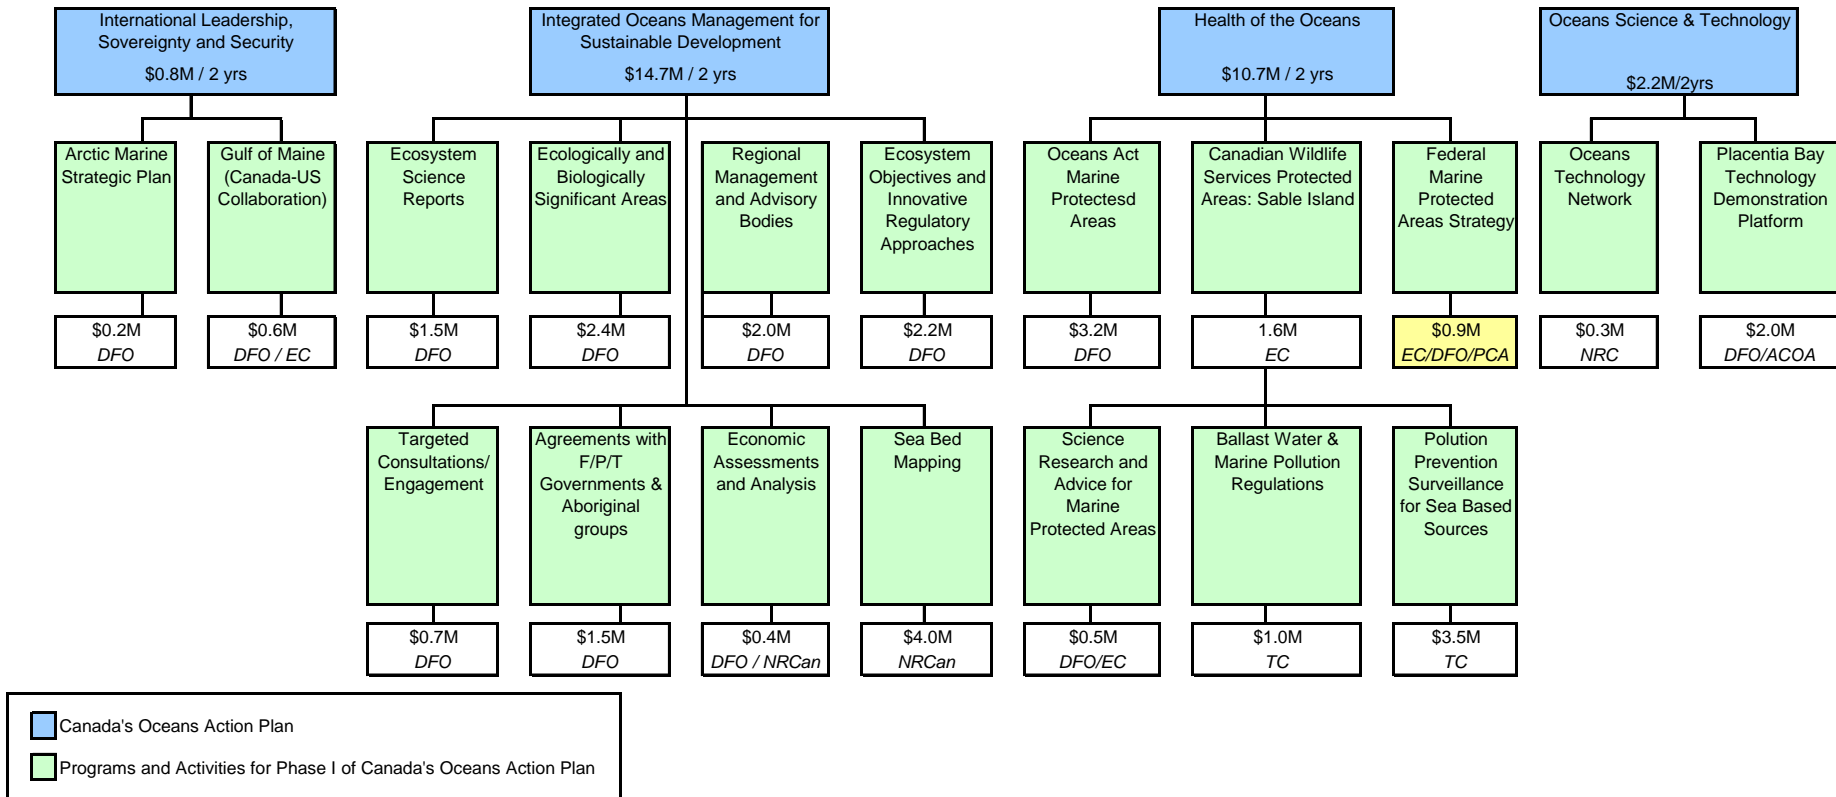 International Leadership,
Sovereignty and Security
$0.8M / 2 yrs
Integrated Oceans Management for
Sustainable Development
$14.7M / 2 yrs
Health of the Oceans
$10.7M / 2 yrs
Oceans Science & Technology
$2.2M/2yrs
Arctic Marine
Strategic Plan
Gulf of Maine
(Canada-US
Collaboration)
Ecosystem
Science
Reports
Ecologically and
Biologically
Significant Areas
Regional
Management
and Advisory
Bodies
Ecosystem
Objectives and
Innovative
Regulatory
Approaches
Oceans Act
Marine
Protectesd
Areas
Canadian Wildlife
Services Protected
Areas: Sable Island
Federal
Marine
Protected
Areas Strategy
Oceans
Technology
Network
Placentia Bay
Technology
Demonstration
Platform
$0.2M
DFO
$0.6M
DFO / EC
$1.5M
DFO
$2.4M
DFO
$2.0M
DFO
$2.2M
DFO
$3.2M
DFO
1.6M
EC
$0.9M
EC/DFO/PCA
$0.3M
NRC
$2.0M
DFO/ACOA
Targeted
Consultations/
Engagement
Agreements with
F/P/T
Governments &
Aboriginal
groups
Economic
Assessments
and Analysis
Sea Bed
Mapping
Science
Research and
Advice for
Marine
Protected Areas
Ballast Water &
Marine Pollution
Regulations
Polution
Prevention
Surveillance
for Sea Based
Sources
$0.7M
DFO
$1.5M
DFO
$0.4M
DFO / NRCan
$4.0M
NRCan
$0.5M
DFO/EC
$1.0M
TC
$3.5M
TC
Canada's Oceans Action Plan
Programs and Activities for Phase I of Canada's Oceans Action Plan